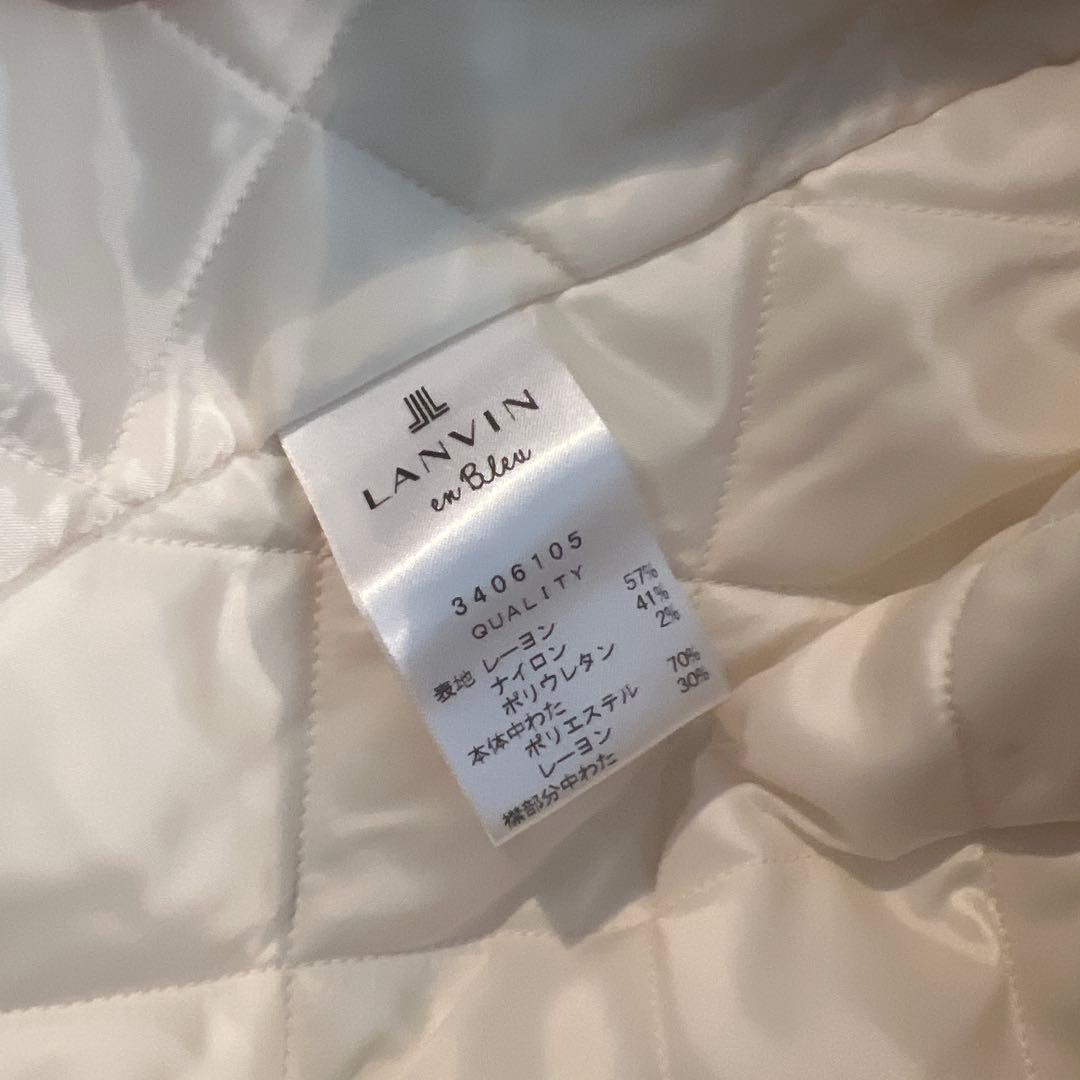 LANVIN
en Bleu
3406105
QUALITY
表地 レーヨン 57%
ナイロン 41%
ポリウレタン 2%
本体中わた
ポリエステル 70%
レーヨン 30%
襟部分中わた